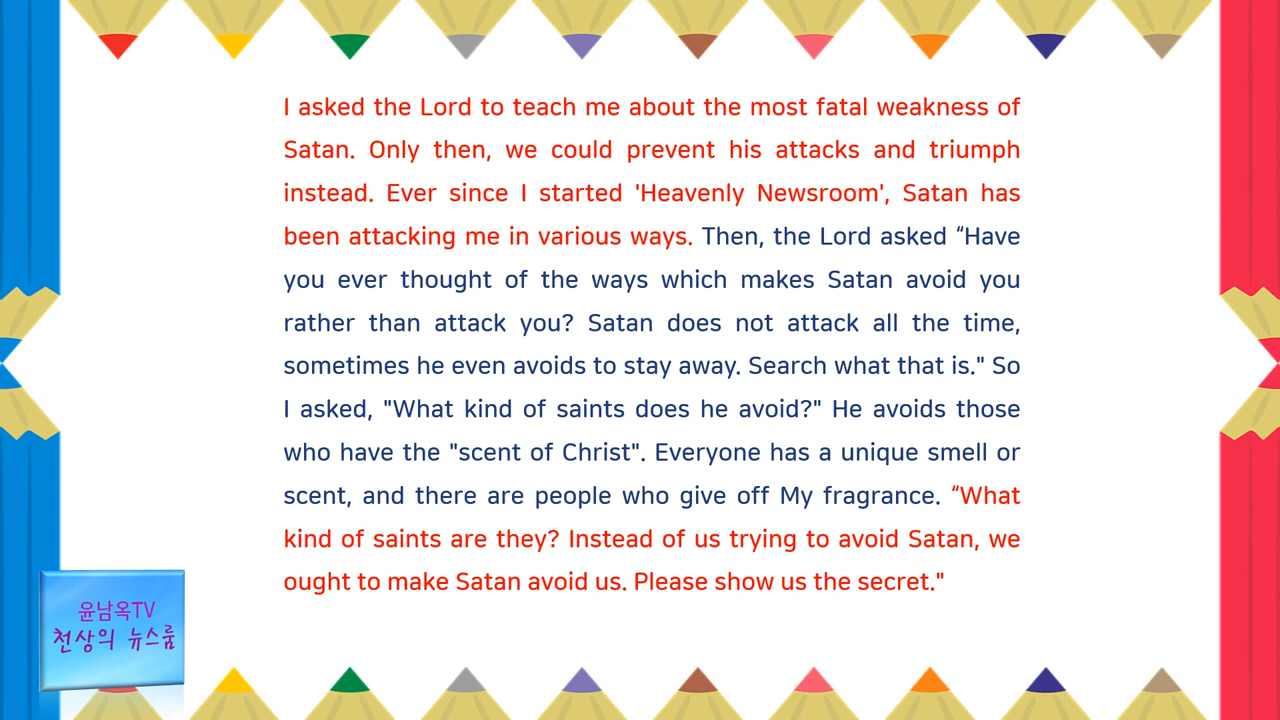 I asked the Lord to teach me about the most fatal weakness of
Satan. Only then, we could prevent his attacks and triumph
instead. Ever since I started 'Heavenly Newsroom', Satan has
been attacking me in various ways. Then, the Lord asked “Have
you ever thought of the ways which makes Satan avoid you
rather than attack you? Satan does not attack all the time,
sometimes he even avoids to stay away. Search what that is." So
I asked, "What kind of saints does he avoid?" He avoids those
who have the "scent of Christ". Everyone has a unique smell or
scent, and there are people who give off My fragrance. “What
kind of saints are they? Instead of us trying to avoid Satan, we
ought to make Satan avoid us. Please show us the secret."
윤남옥TV
천상의 뉴스룸